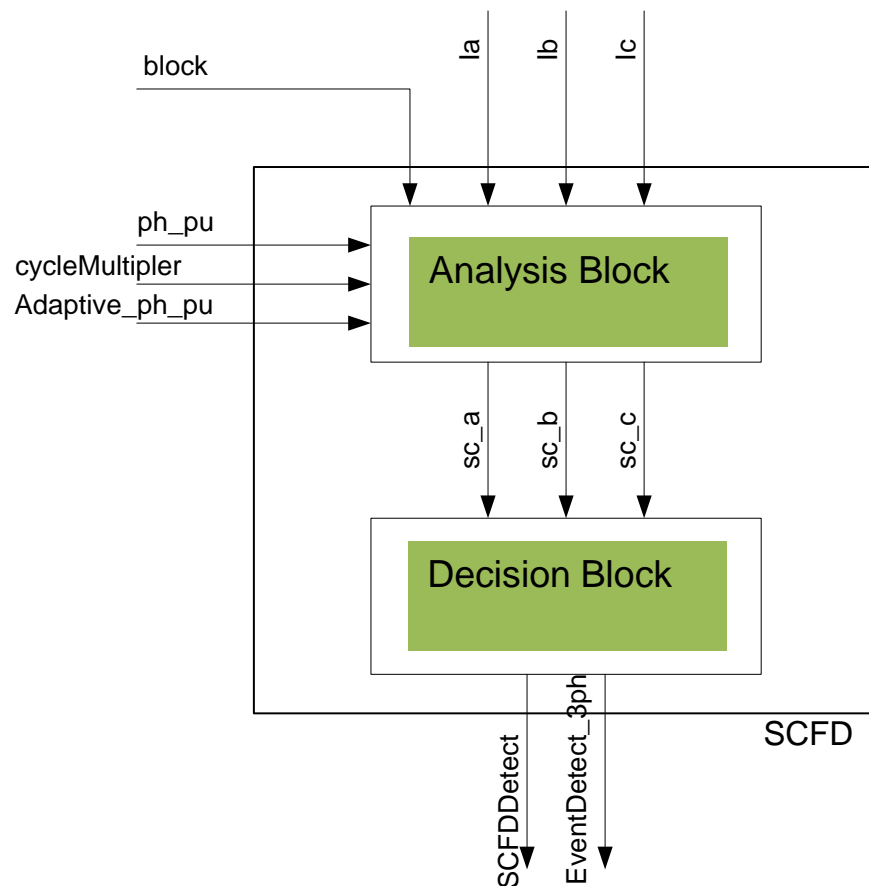 block
Ia
Ib
Ic
ph_pu
cycleMultipler
Adaptive_ph_pu
Analysis Block
sc_a
sc_b
sc_c
Decision Block
SCFD
SCFDDetect
EventDetect_3ph